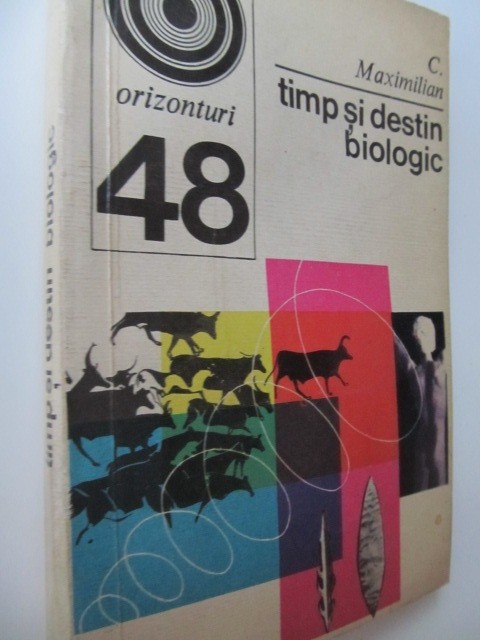 orizonturi
48
C.
Maximilian
timp și destin
biologic
timp și destin biologic